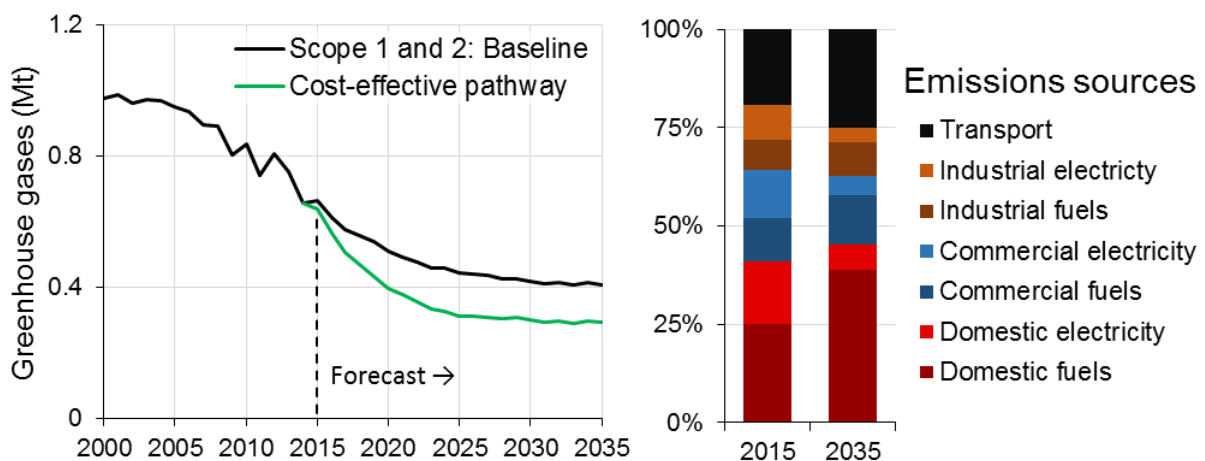 Greenhouse gases (Mt)
1.2
0.8
0.4
0
Scope 1 and 2: Baseline
Cost-effective pathway
Forecast →
2000 2005 2010 2015 2020 2025 2030 2035
100%
75%
50%
25%
0%
2015 2035
Emissions sources
Transport
Industrial electricty
Industrial fuels
Commercial electricity
Commercial fuels
Domestic electricity
Domestic fuels